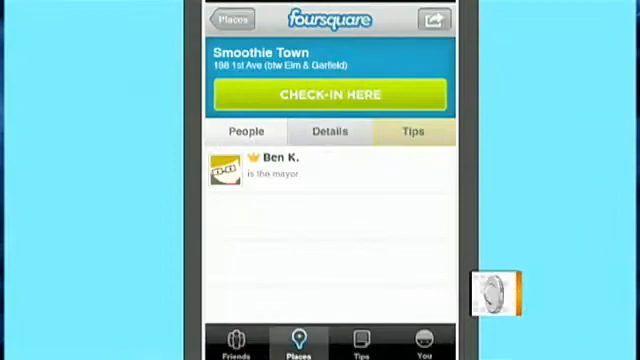 Places
foursquare
Smoothie Town
188 1st Ave (btw Elm & Garfield)
CHECK-IN HERE
People
Details
Tips
Ben K.
is the mayor
Friends
Places
Tips
You